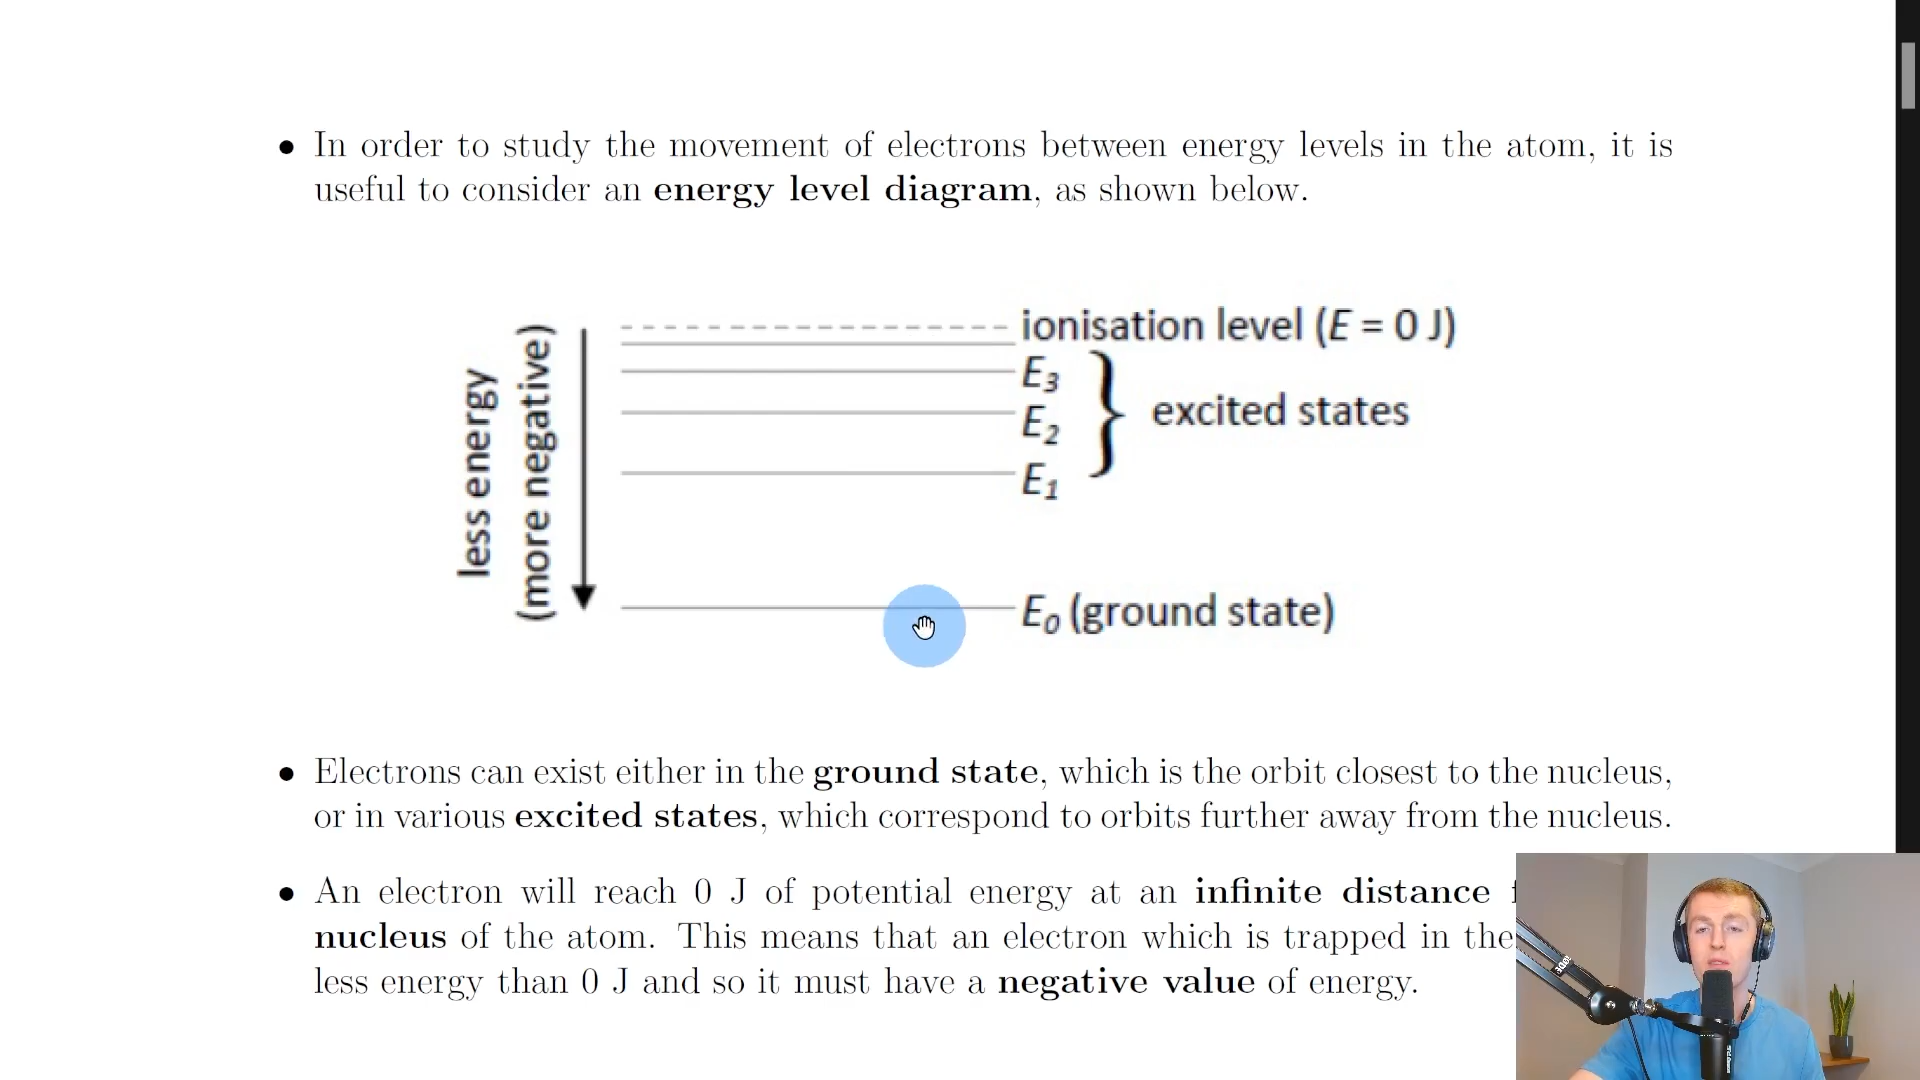 • In order to study the movement of electrons between energy levels in the atom, it is
useful to consider an energy level diagram, as shown below.
less energy
(more negative)
ionisation level (E = 0 J)
E3
E2
E1
excited states
E0 (ground state)
• Electrons can exist either in the ground state, which is the orbit closest to the nucleus,
or in various excited states, which correspond to orbits further away from the nucleus.
• An electron will reach 0 J of potential energy at an infinite distance
nucleus of the atom. This means that an electron which is trapped in the
less energy than 0 J and so it must have a negative value of energy.